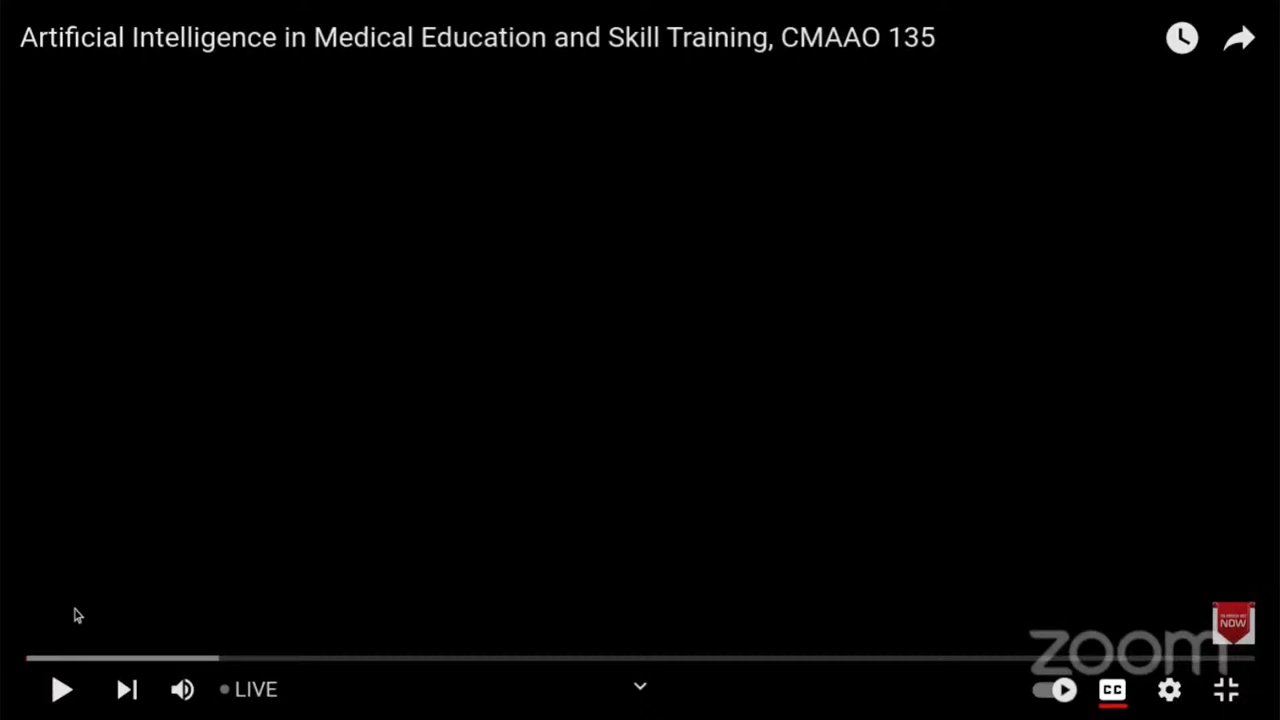 Artificial Intelligence in Medical Education and Skill Training, CMAAO 135
NOW
zoom
LIVE
CC